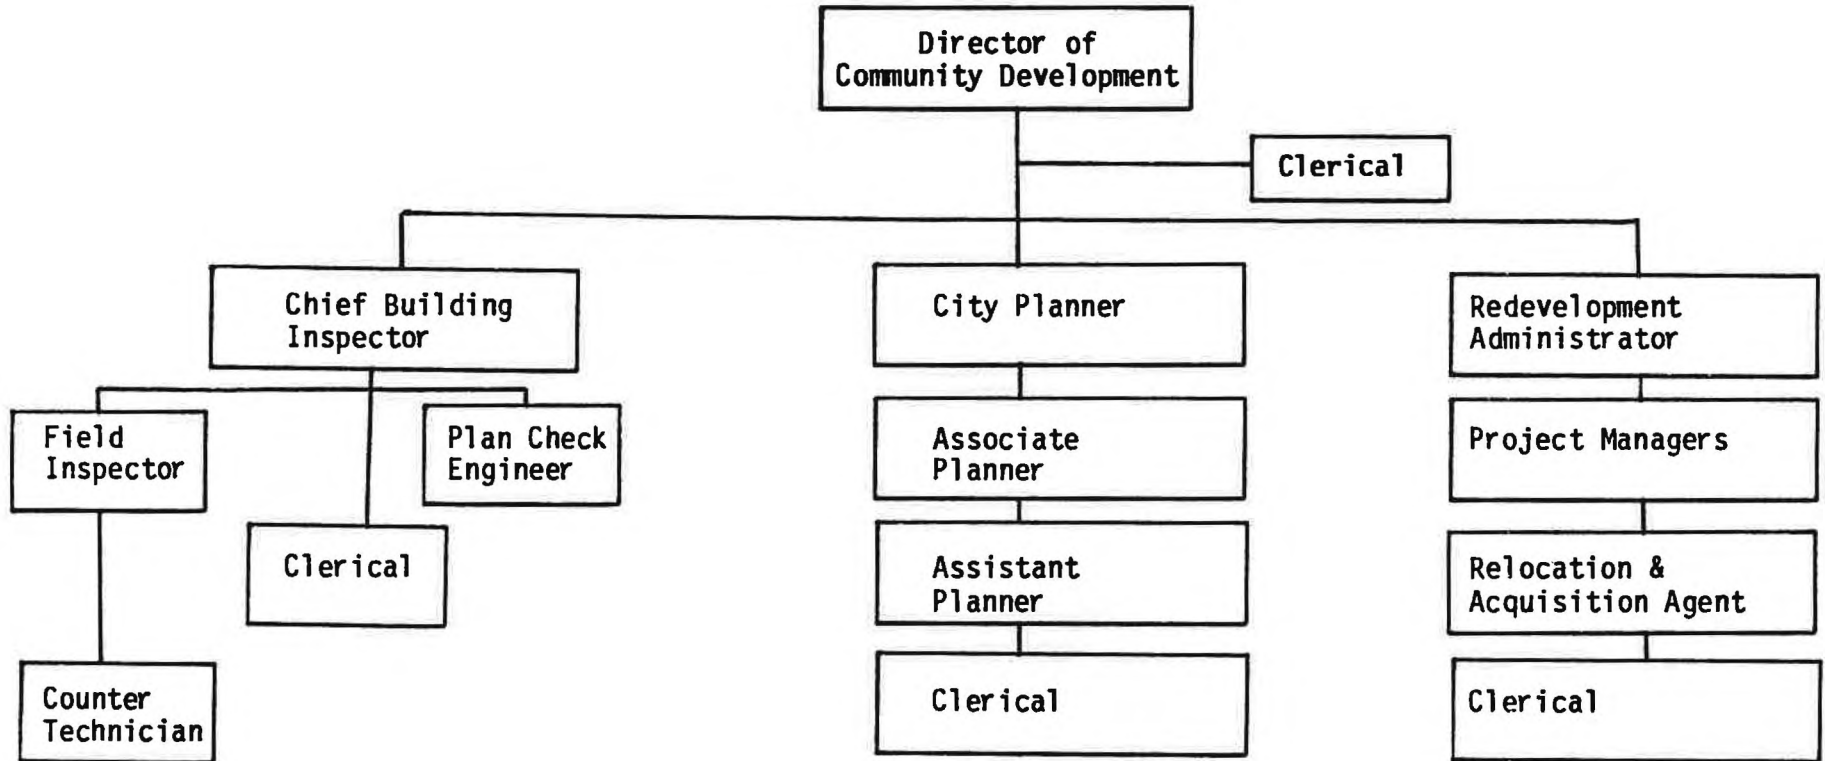 Director of
Community Development
Clerical
Chief Building
Inspector
City Planner
Redevelopment
Administrator
Field
Inspector
Plan Check
Engineer
Associate
Planner
Project Managers
Clerical
Assistant
Planner
Relocation &
Acquisition Agent
Counter
Technician
Clerical
Clerical